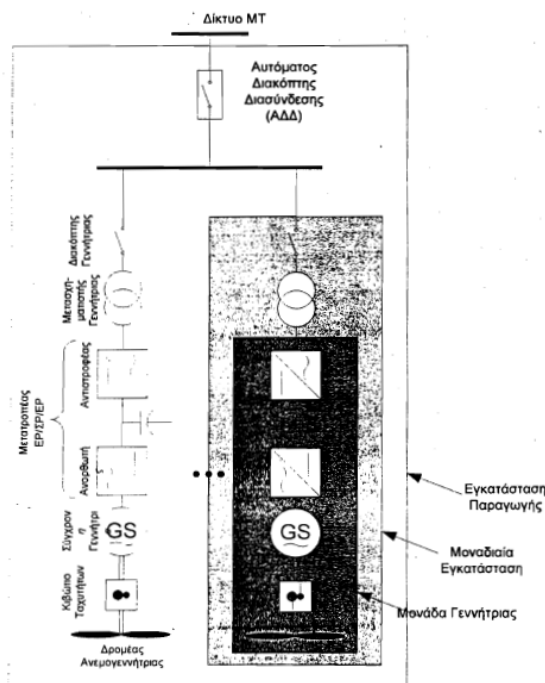 Δίκτυο ΜΤ
Αυτόματος
Διακόπτης
Διασύνδεσης
(ΑΔΔ)
Διακόπτης
Γεννήτριας
Μετασχη-
ματιστής
Γεννήτριας
Μετατροπέας
ΕΡ/ΣΡ/ΕΡ
Αντιστροφέας
Ανορθωτή
Σύγχρον
η
Γεννήτρι
GS
GS
Κιβώτιο
Ταχυτήτων
Δρομέας
Ανεμογεννήτριας
Εγκατάσταση
Παραγωγής
Μοναδιαία
Εγκατάσταση
Μονάδα Γεννήτριας